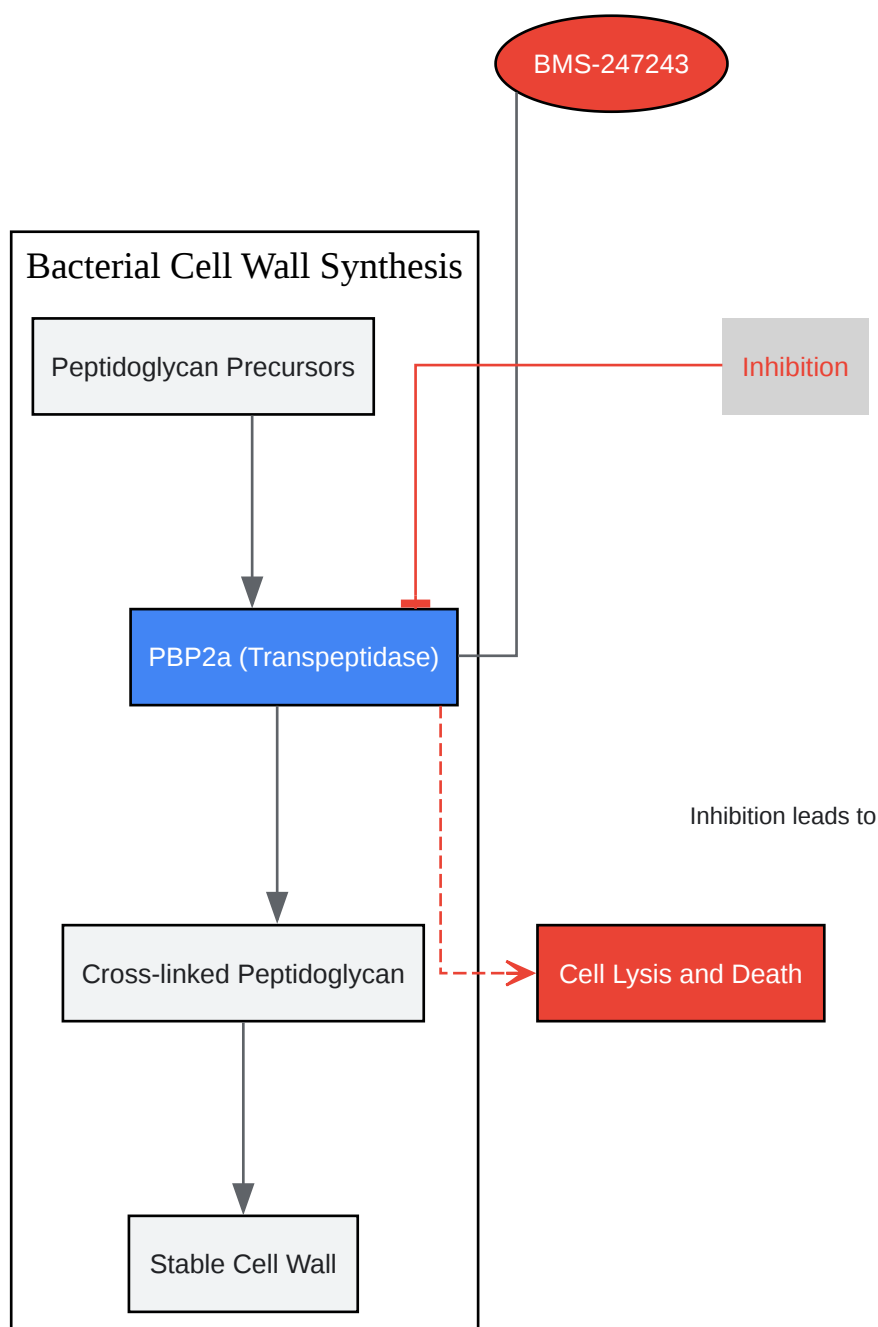 BMS-247243
Bacterial Cell Wall Synthesis
Peptidoglycan Precursors
Inhibition
PBP2a (Transpeptidase)
Inhibition leads to
Cross-linked Peptidoglycan
Cell Lysis and Death
Stable Cell Wall